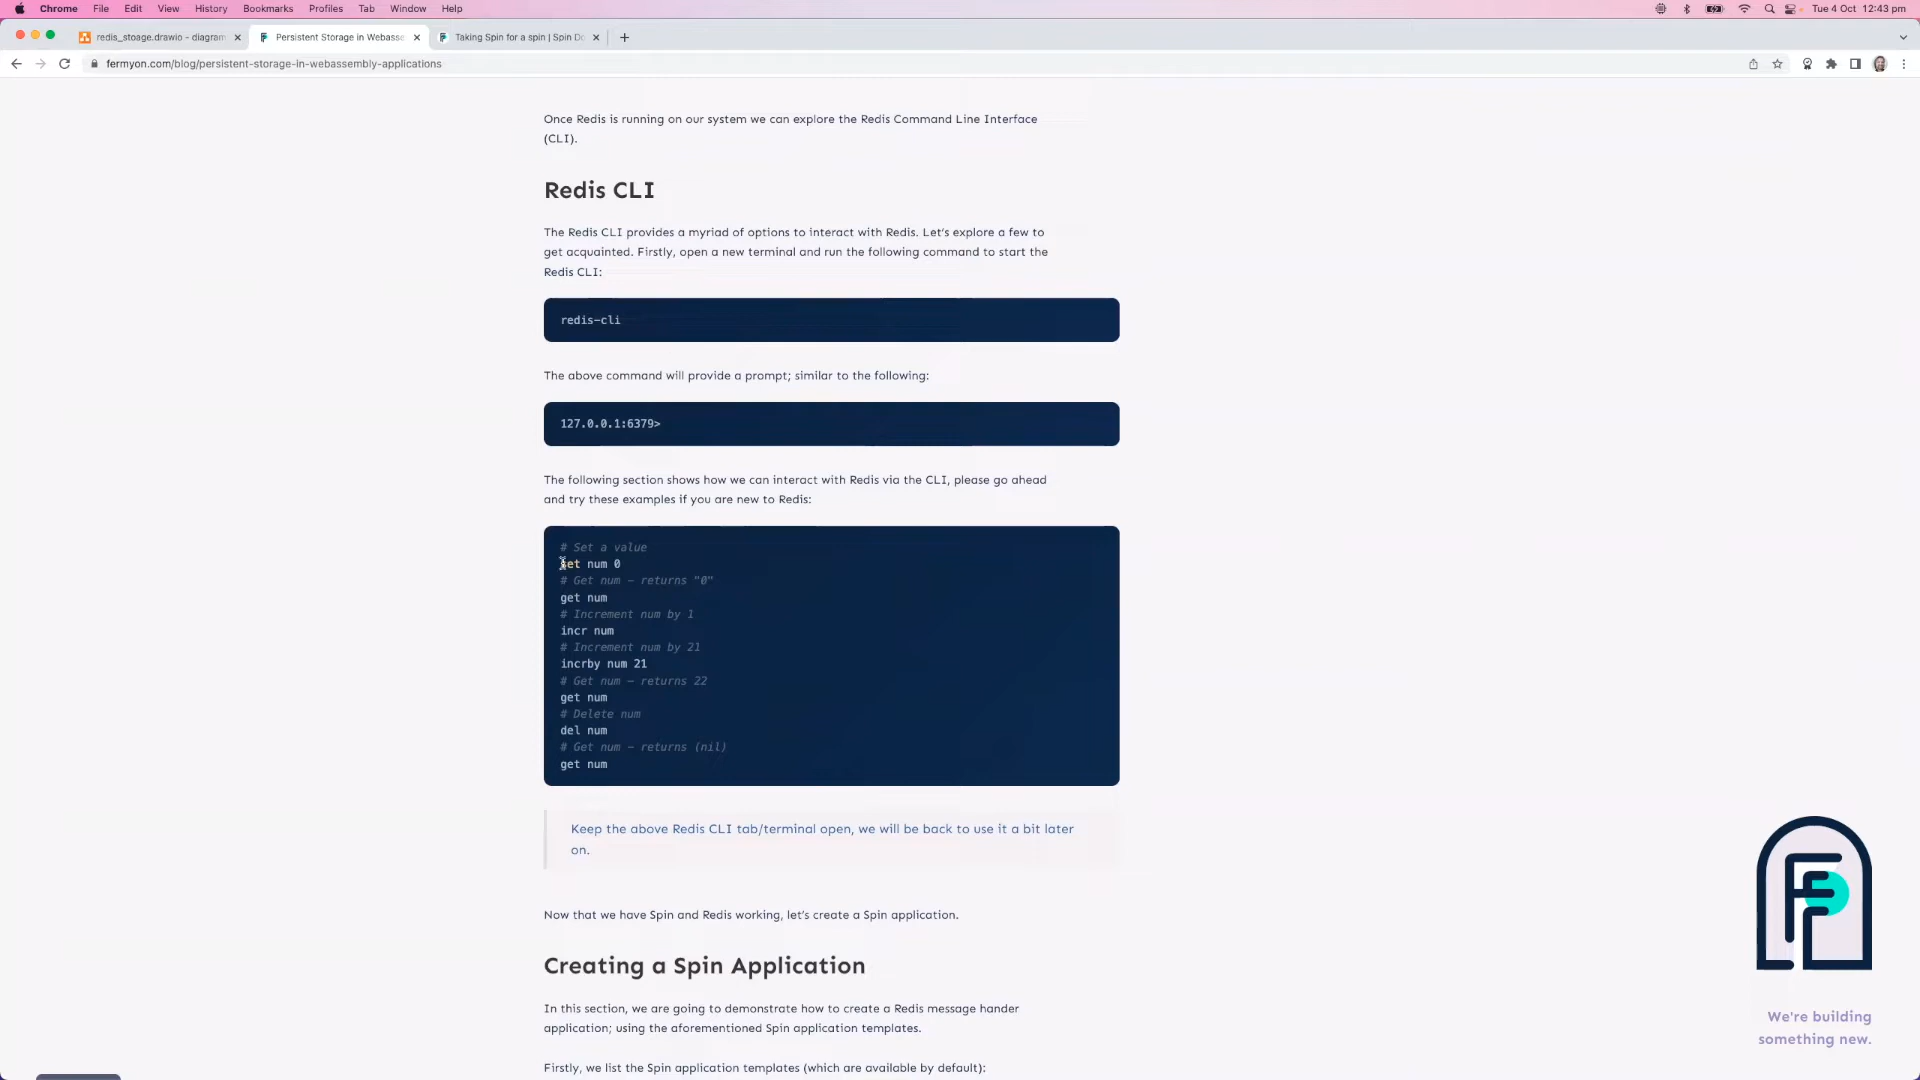 Chrome File Edit View History Bookmarks Profiles Tab Window Help Tue 4 Oct 12:43 pm
redis_stoage.drawio - diagram Persistent Storage in Webasse Taking Spin for a spin | Spin Do
fermyon.com/blog/persistent-storage-in-webassembly-applications
Once Redis is running on our system we can explore the Redis Command Line Interface
(CLI).
Redis CLI
The Redis CLI provides a myriad of options to interact with Redis. Let's explore a few to
get acquainted. Firstly, open a new terminal and run the following command to start the
Redis CLI:
redis-cli
The above command will provide a prompt; similar to the following:
127.0.0.1:6379>
The following section shows how we can interact with Redis via the CLI, please go ahead
and try these examples if you are new to Redis:
# Set a value
set num 0
# Get num – returns "0"
get num
# Increment num by 1
incr num
# Increment num by 21
incrby num 21
# Get num – returns 22
get num
# Delete num
del num
# Get num – returns (nil)
get num
Keep the above Redis CLI tab/terminal open, we will be back to use it a bit later
on.
Now that we have Spin and Redis working, let's create a Spin application.
Creating a Spin Application
In this section, we are going to demonstrate how to create a Redis message hander
application; using the aforementioned Spin application templates.
Firstly, we list the Spin application templates (which are available by default):
We're building
something new.